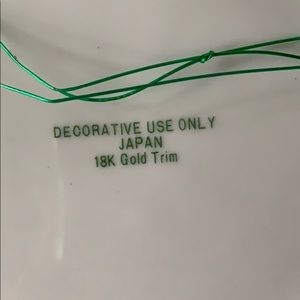 DECORATIVE USE ONLY
JAPAN
18K Gold Trim